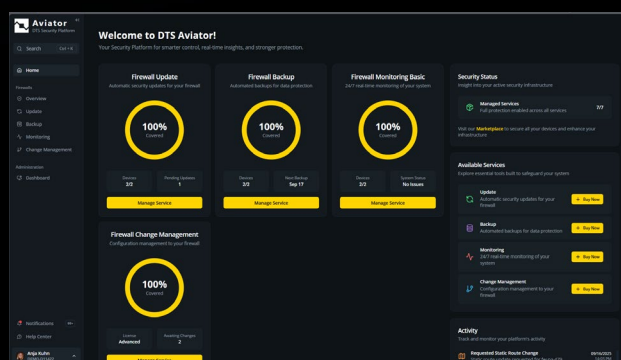 Aviator
DTS Security Platform
Search Ctrl + K
Home
Firewalls
Overview
Update
Backup
Monitoring
Change Management
Administration
Dashboard
Notifications 99+
Help Center
Anja Kuhn
Welcome to DTS Aviator!
Your Security Platform for smarter control, real-time insights, and stronger protection.
Firewall Update
Automatic security updates for your firewall
100%
Covered
Devices
2/2
Pending Updates
1
Manage Service
Firewall Backup
Automated backups for data protection
100%
Covered
Devices
2/2
Next Backup
Sep 17
Manage Service
Firewall Monitoring Basic
24/7 real-time monitoring of your system
100%
Covered
Devices
2/2
System Status
No Issues
Manage Service
Firewall Change Management
Configuration management to your firewall
100%
Covered
License
Advanced
Awaiting Changes
2
Manage Service
Security Status
Insight into your active security infrastructure
Managed Services
Full protection enabled across all services
7/7
Visit our Marketplace to secure all your devices and enhance your
infrastructure
Available Services
Explore essential tools built to safeguard your system
Update
Automatic security updates for your
firewall
+ Buy Now
Backup
Automated backups for data protection
+ Buy Now
Monitoring
24/7 real-time monitoring of your
system
+ Buy Now
Change Management
Configuration management to your
firewall
+ Buy Now
Activity
Track and monitor your platform's activity
Requested Static Route Change
09/16/2025